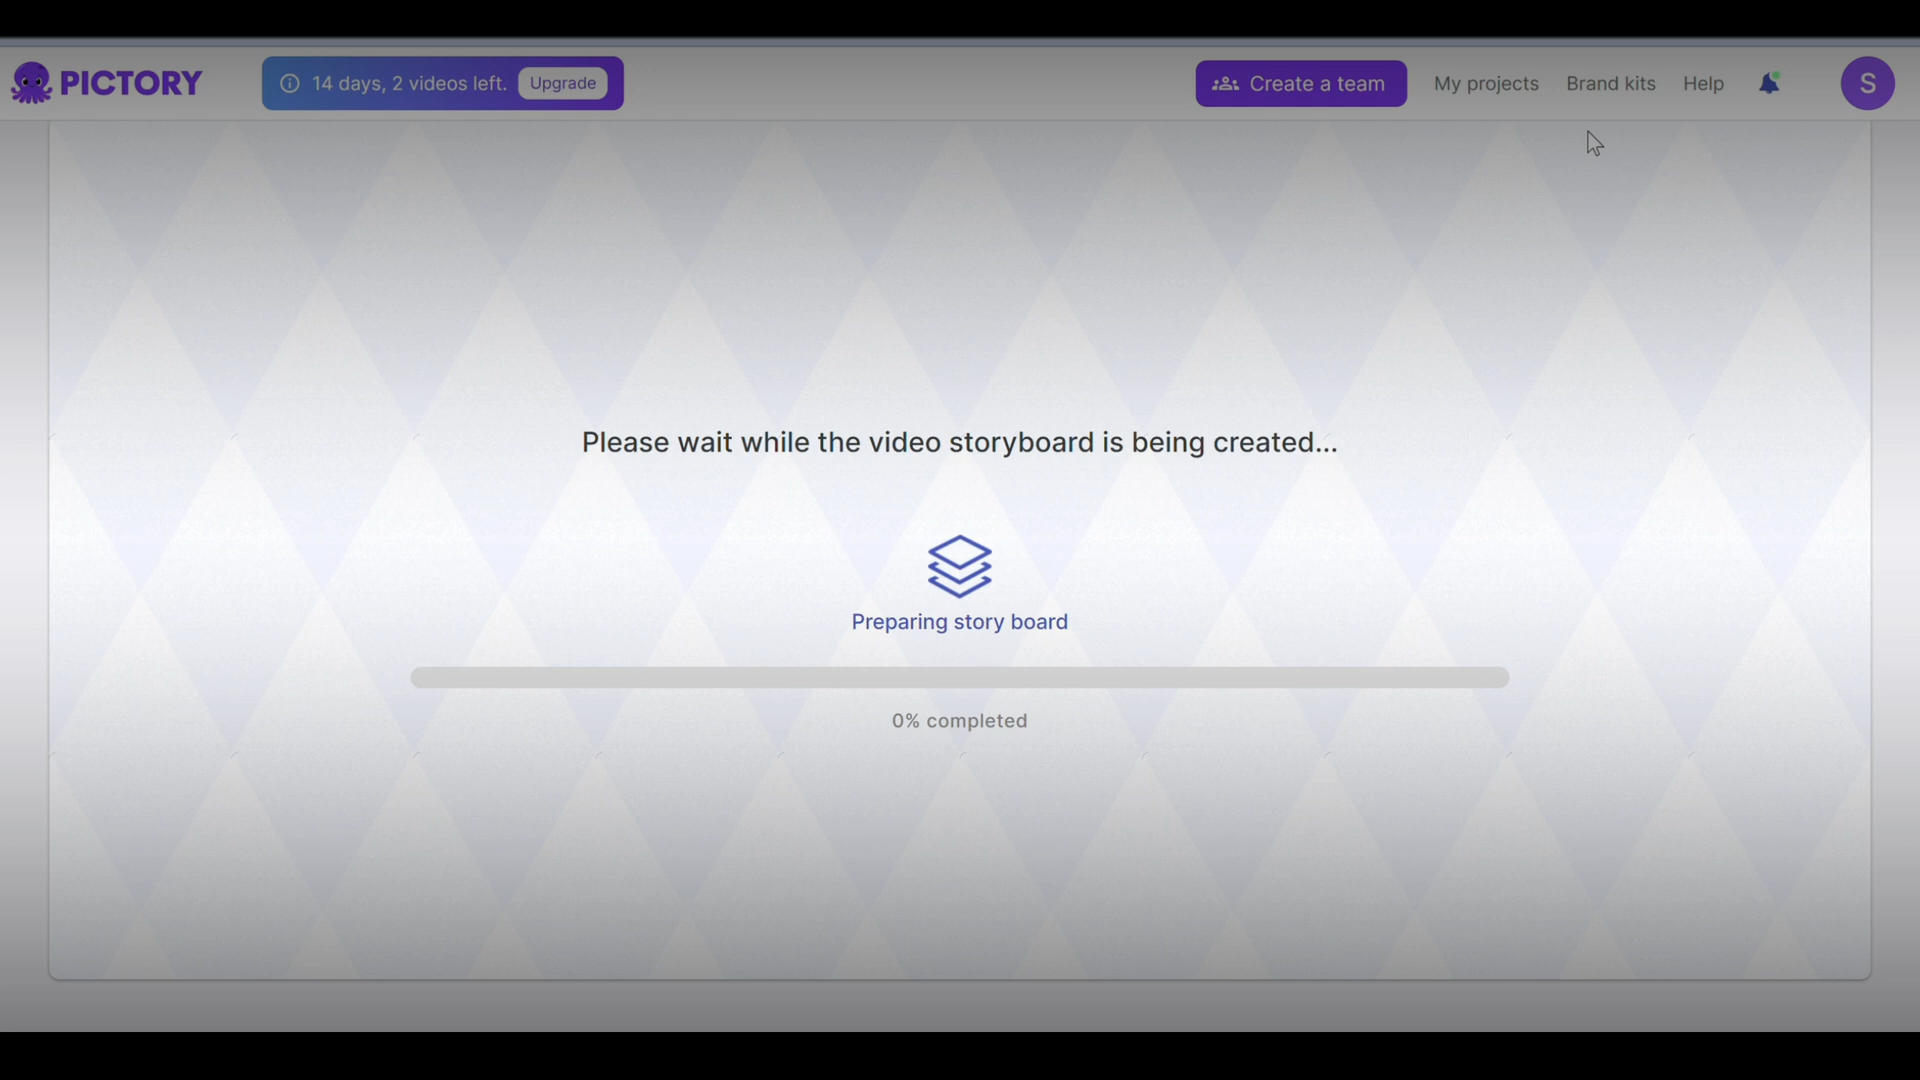 PICTORY
14 days, 2 videos left. Upgrade
Create a team
My projects
Brand kits
Help
S
Please wait while the video storyboard is being created...
Preparing story board
0% completed